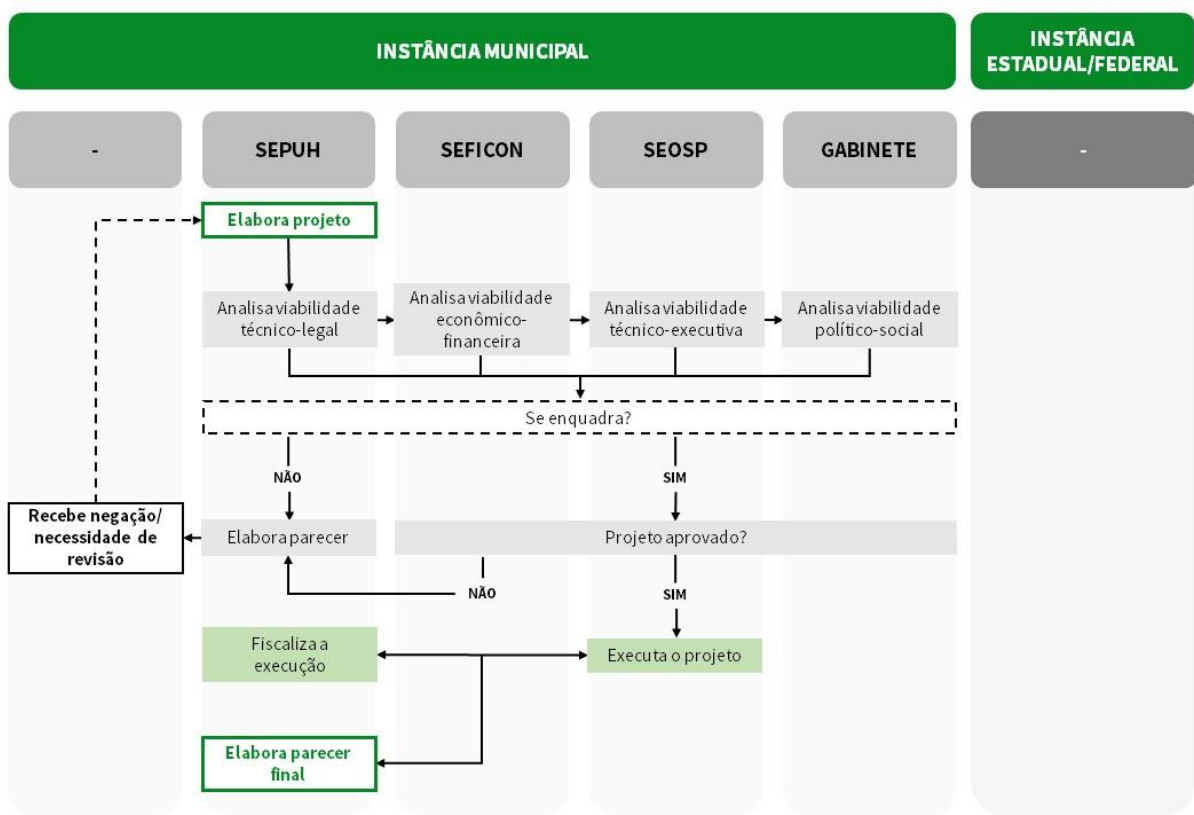 INSTÂNCIA MUNICIPAL
INSTÂNCIA
ESTADUAL/FEDERAL
-
SEPUH
SEFICON
SEOSP
GABINETE
-
Elabora projeto
Analisa viabilidade
técnico-legal
Analisa viabilidade
econômico-
financeira
Analisa viabilidade
técnico-executiva
Analisa viabilidade
político-social
Se enquadra?
NÃO
SIM
Recebe negação/
necessidade de
revisão
Elabora parecer
Projeto aprovado?
NÃO
SIM
Fiscaliza a
execução
Executa o projeto
Elabora parecer
final